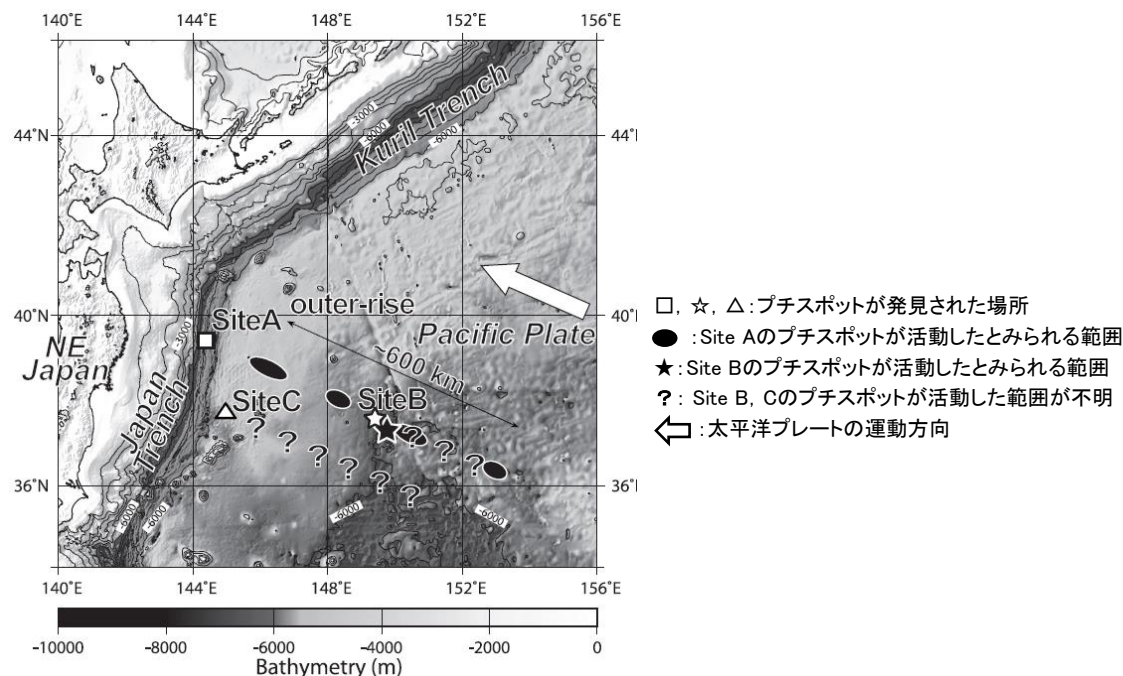 140˚E 144˚E 148˚E 152˚E 156˚E
44˚N 44˚N
-3000
-6000
-6000
Kuril Trench
40˚N 40˚N
outer-rise
SiteA
Pacific Plate
-3000
NE
Japan
~600 km
SiteC
SiteB
Japan
Trench
? ? ? ? ? ? ? ? ?
36˚N 36˚N
-6000
-6000
-6000
-6000
140˚E 144˚E 148˚E 152˚E 156˚E
-10000 -8000 -6000 -4000 -2000 0
Bathymetry (m)
□, ☆, △:プチスポットが発見された場所
:Site Aのプチスポットが活動したとみられる範囲
★:Site Bのプチスポットが活動したとみられる範囲
?: Site B, Cのプチスポットが活動した範囲が不明
:太平洋プレートの運動方向